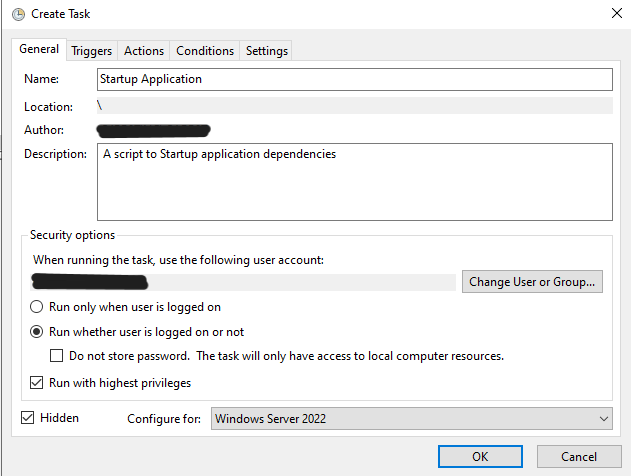 Create Task
General Triggers Actions Conditions Settings
Name: Startup Application
Location: \
Author:
Description: A script to Startup application dependencies
Security options
When running the task, use the following user account:
Change User or Group...
Run only when user is logged on
Run whether user is logged on or not
Do not store password. The task will only have access to local computer resources.
Run with highest privileges
Hidden Configure for: Windows Server 2022
OK Cancel